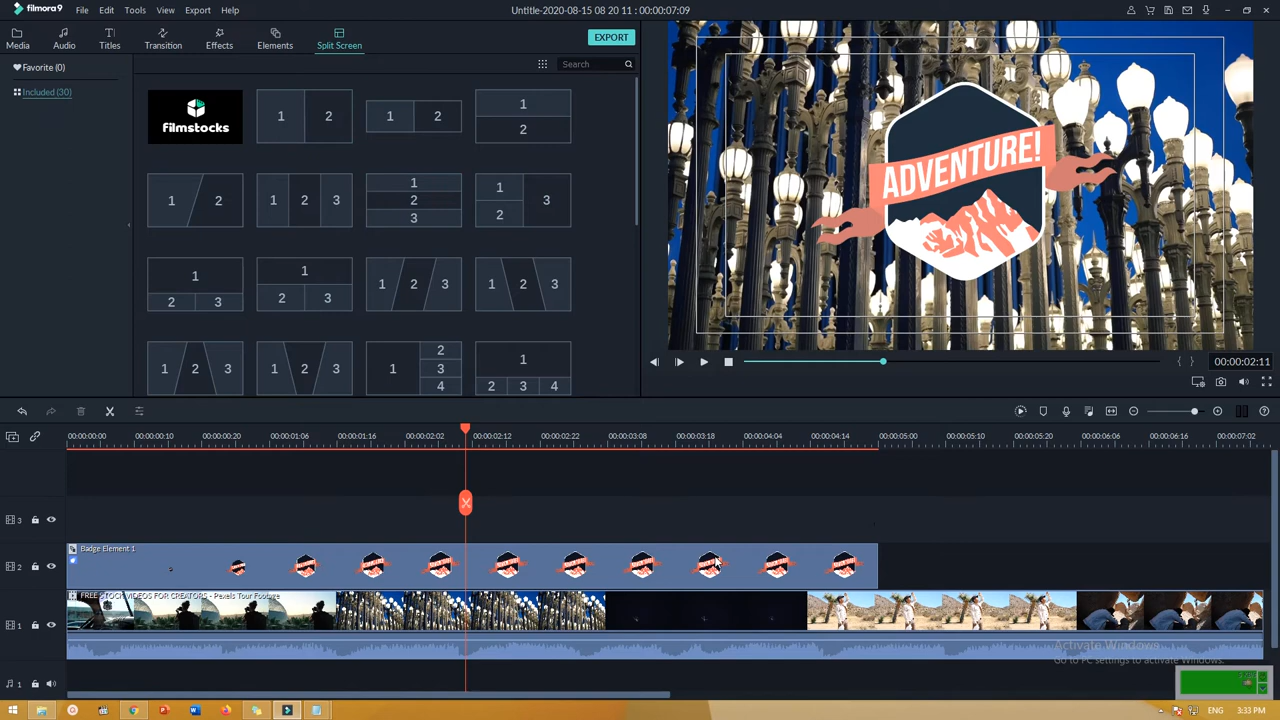 filmora9 File Edit Tools View Export Help Untitle-2020-08-15 08 20 11 : 00:00:07:09
Media Audio Titles Transition Effects Elements Split Screen EXPORT
Favorite (0)
Included (30)
Search
filmstocks 1 2 1 2 1 2
1 2 1 2 3 1 2 3 1 2 3
1 2 3 1 2 3 1 2 3 1 2 3
1 2 3 1 2 3 1 2 3 4 1 2 3 4
ADVENTURE!
00:00:02:11
00:00:00:00 00:00:00:10 00:00:00:20 00:00:01:06 00:00:01:16 00:00:02:02 00:00:02:12 00:00:02:22 00:00:03:08 00:00:03:18 00:00:04:04 00:00:04:14 00:00:05:00 00:00:05:10 00:00:05:20 00:00:06:06 00:00:06:16 00:00:07:02
3
2 Badge Element 1
1 FREE STOCK VIDEOS FOR CREATORS - Pexels Tour Footage
Activate Windows
Go to PC settings to activate Windows.
1
ENG 3:33 PM